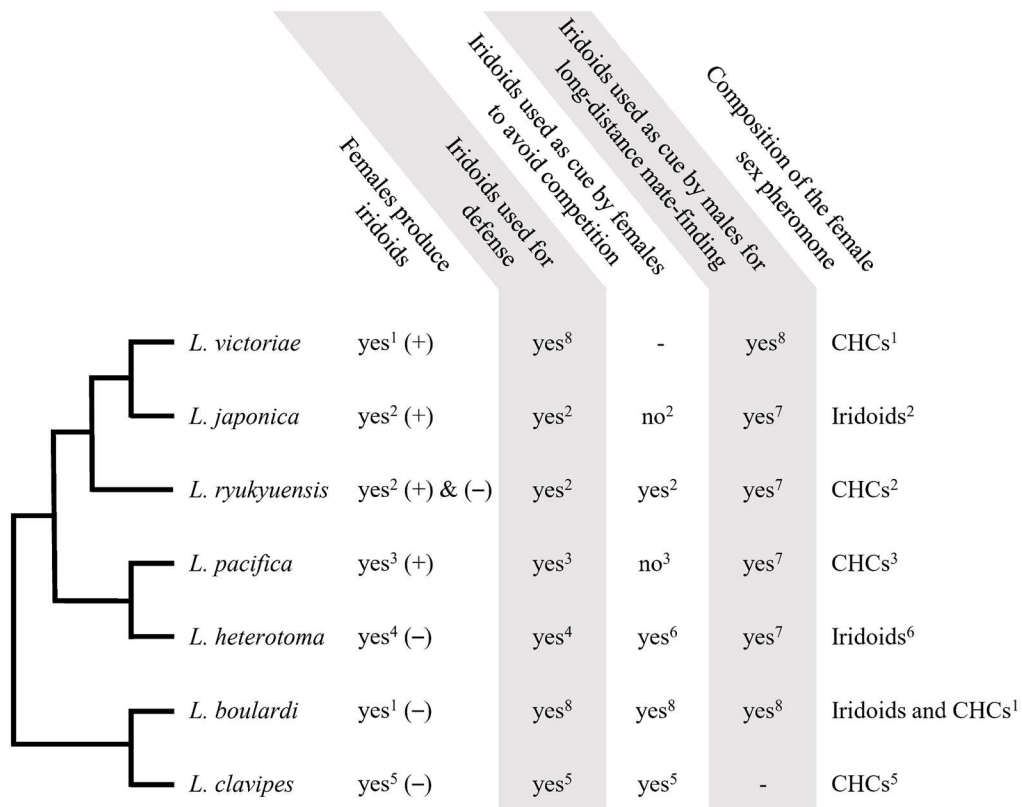 Females produce
iridoids
Iridoids used for
defense
Iridoids used as cue by females
to avoid competition
Iridoids used as cue by males for
long-distance mate-finding
Composition of the female
sex pheromone
L. victoriae yes⁸ (+) yes⁸ - yes⁸ CHCs¹
L. japonica yes² (+) yes² no² yes⁷ Iridoids²
L. ryukyuensis yes² (+) & (−) yes² yes² yes⁷ CHCs²
L. pacifica yes³ (+) yes³ no³ yes⁷ CHCs³
L. heterotoma yes⁴ (−) yes⁴ yes⁶ yes⁷ Iridoids⁶
L. boulardi yes¹ (−) yes⁸ yes⁸ yes⁸ Iridoids and CHCs¹
L. clavipes yes⁵ (−) yes⁵ yes⁵ - CHCs⁵